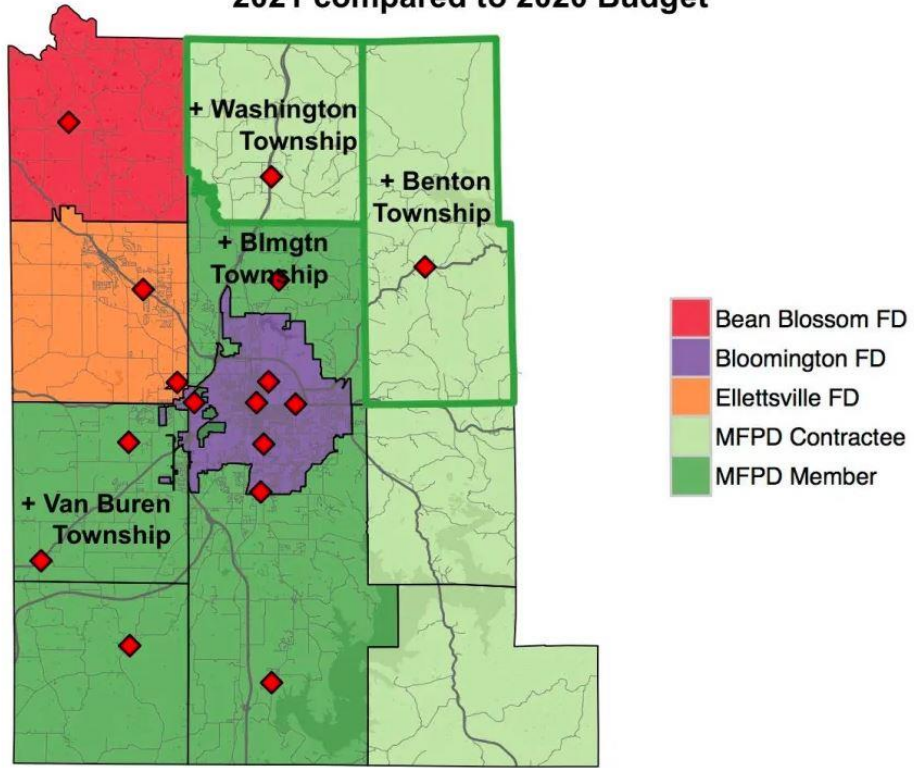 2021 compared to 2020 Budget
+ Washington
Township
+ Benton
Township
+ Blmgtn
Township
+ Van Buren
Township
Bean Blossom FD
Bloomington FD
Ellettsville FD
MFPD Contractee
MFPD Member